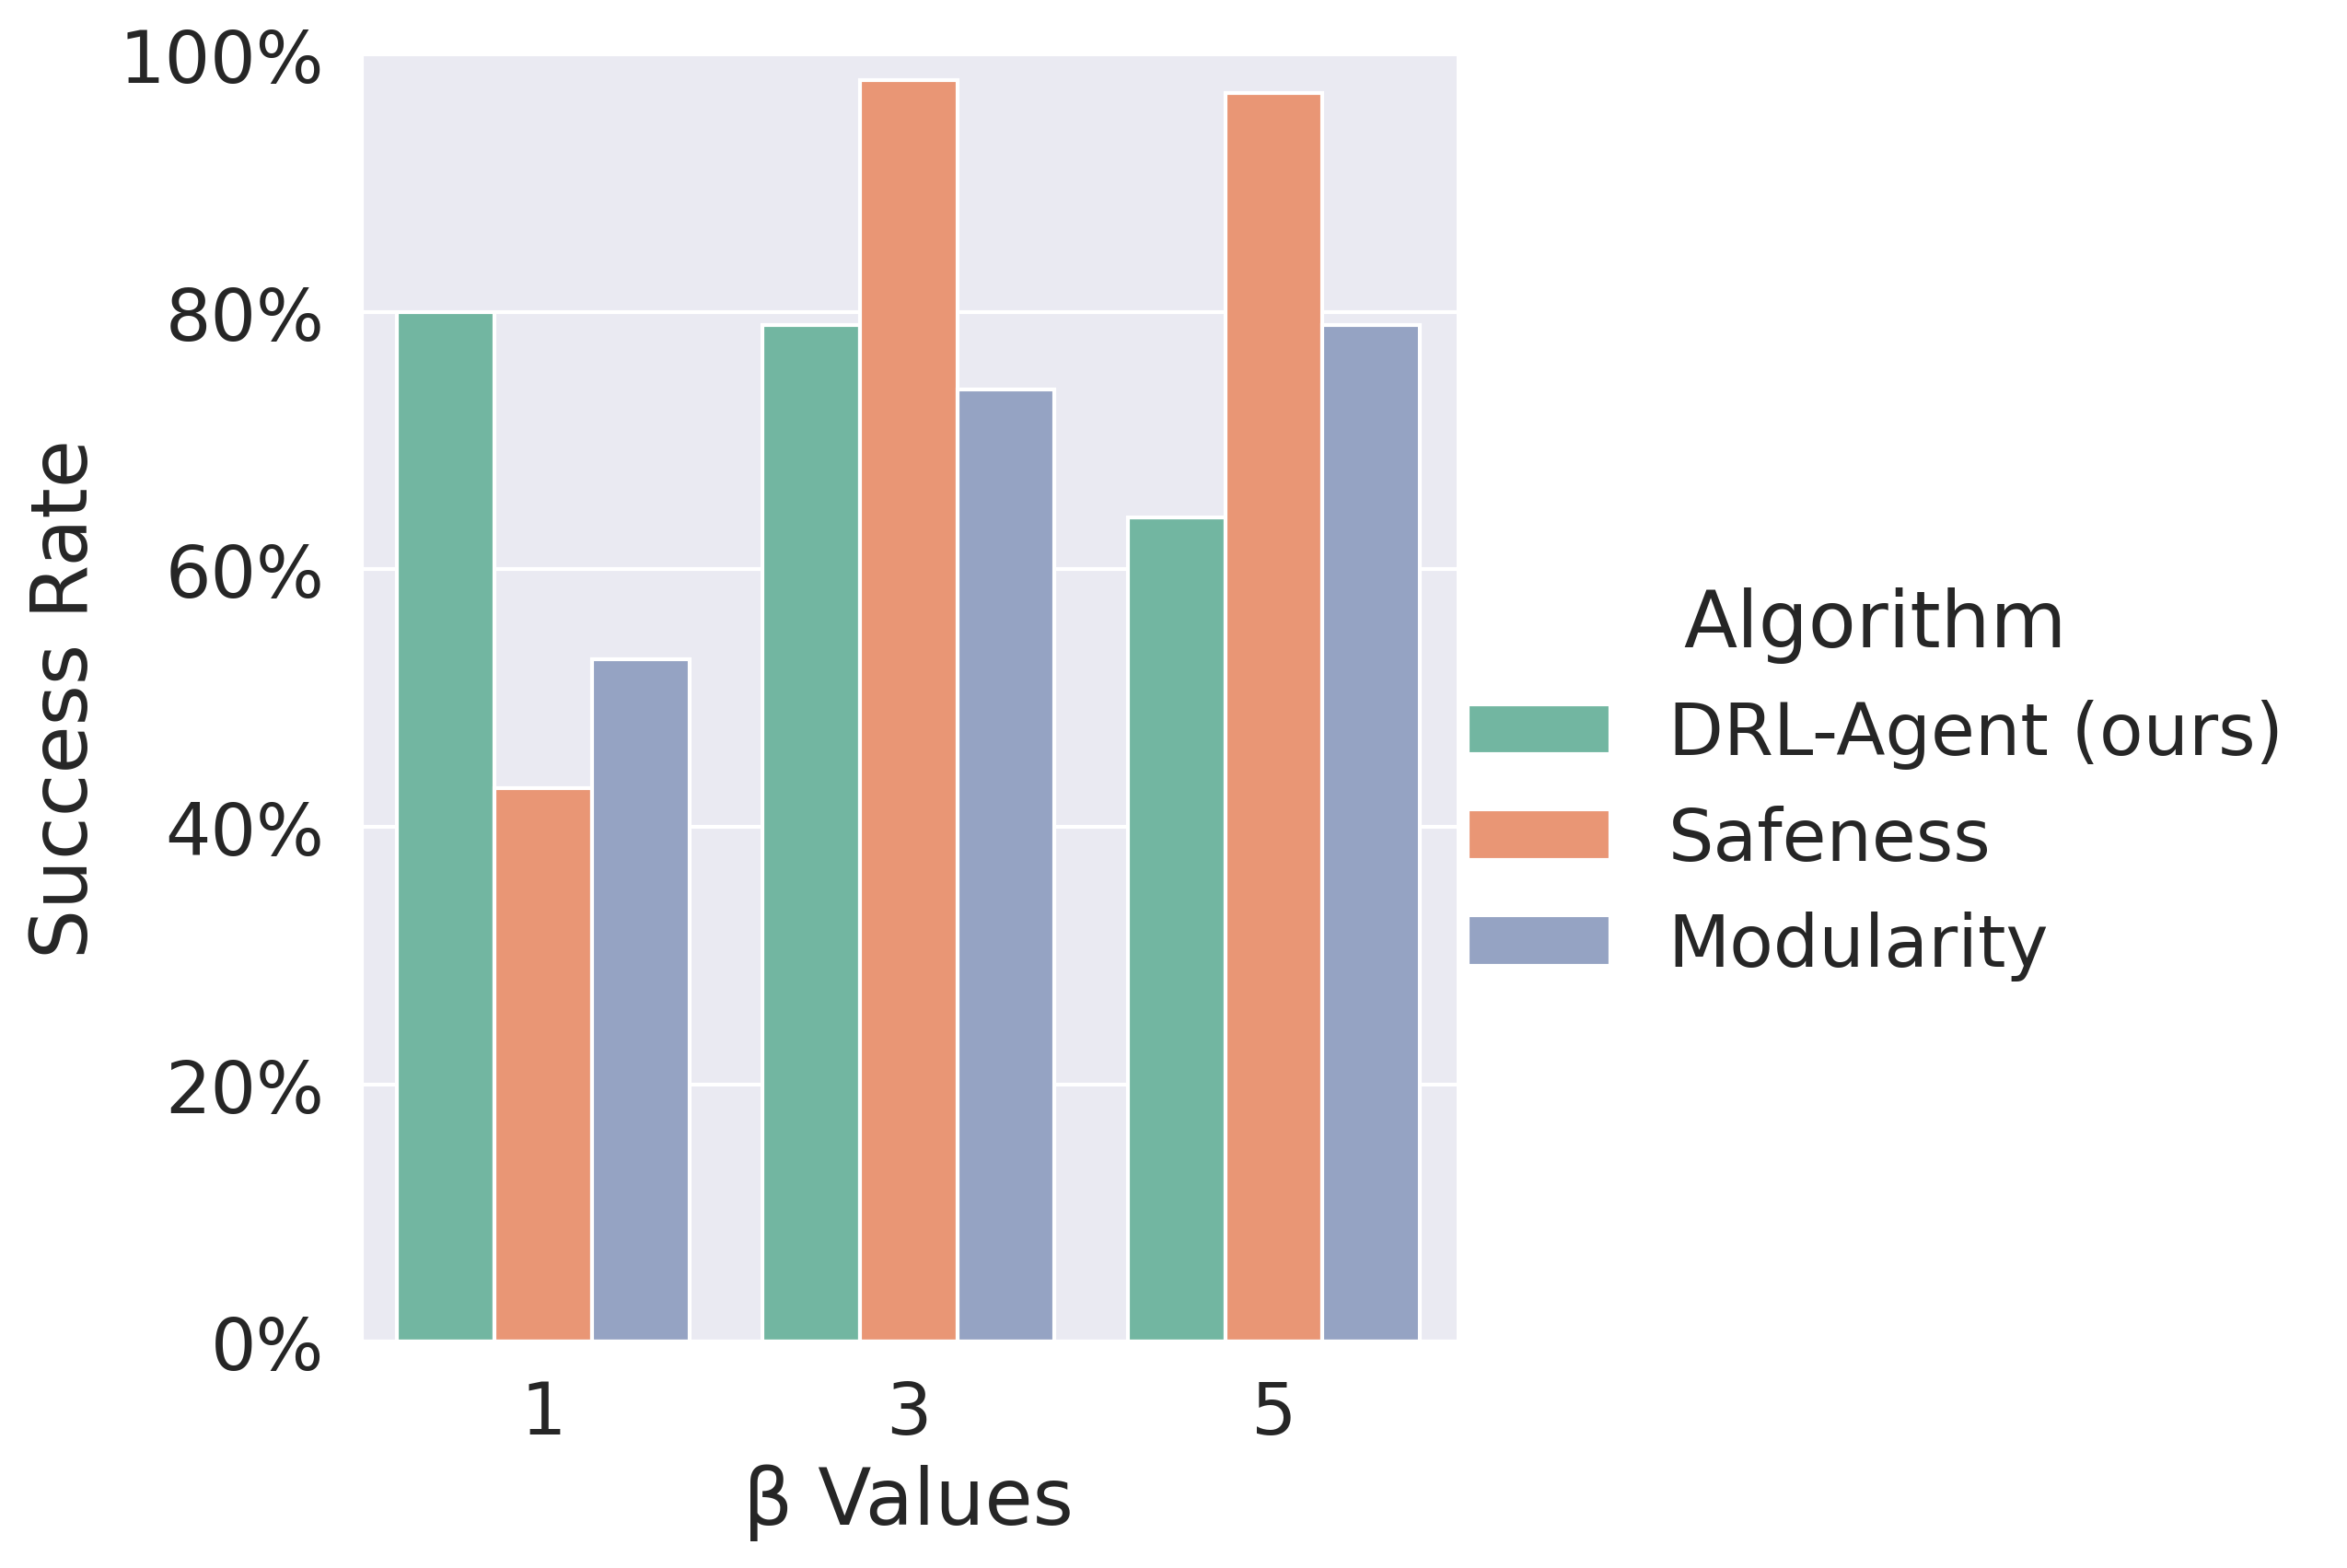 100%
80%
60%
40%
20%
0%
Success Rate
1 3 5
β Values
Algorithm
DRL-Agent (ours)
Safeness
Modularity